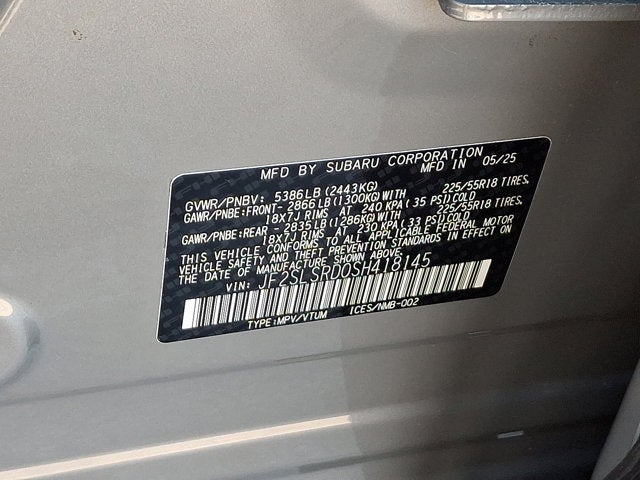 MFD BY SUBARU CORPORATION
MFD IN 05/25
GVWR/PNBV: 5386LB(2443KG)
GAWR/PNBE:FRONT- 2866LB(1300KG)WITH 225/55R18 TIRES,
18X7J RIMS AT 240 KPA(35 PSI)COLD
GAWR/PNBE:REAR - 2835LB(1286KG)WITH 225/55R18 TIRES,
18X7J RIMS AT 230 KPA(33 PSI)COLD
THIS VEHICLE CONFORMS TO ALL APPLICABLE FEDERAL MOTOR
VEHICLE SAFETY AND THEFT PREVENTION STANDARDS IN EFFECT ON
THE DATE OF MANUFACTURE SHOWN ABOVE.
VIN: JF2SLSRD0SH418145
TYPE:MPV/VTUM ICES/NMB-002